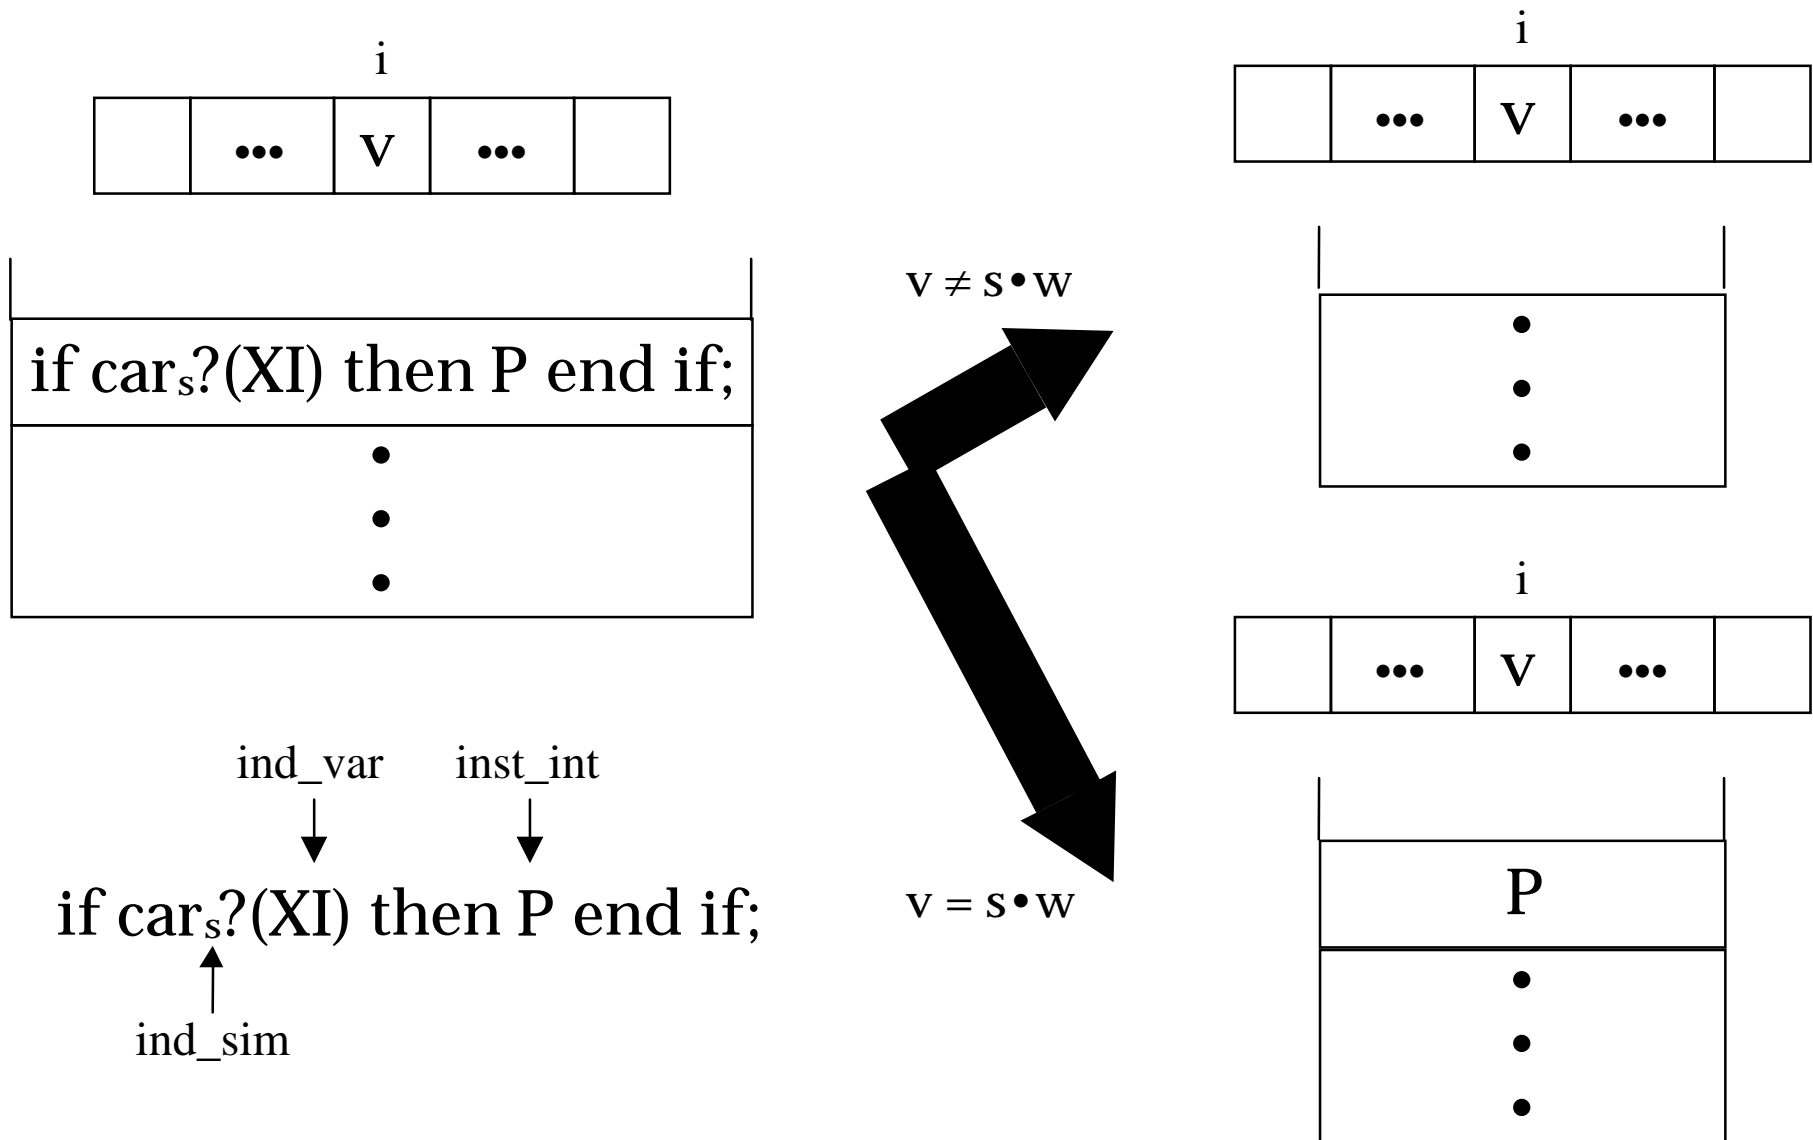 i
••• v •••
if carₛ?(XI) then P end if;
•
•
•
ind_var inst_int
if carₛ?(XI) then P end if;
ind_sim
v ≠ s•w
v = s•w
i
••• v •••
•
•
•
i
••• v •••
P
•
•
•